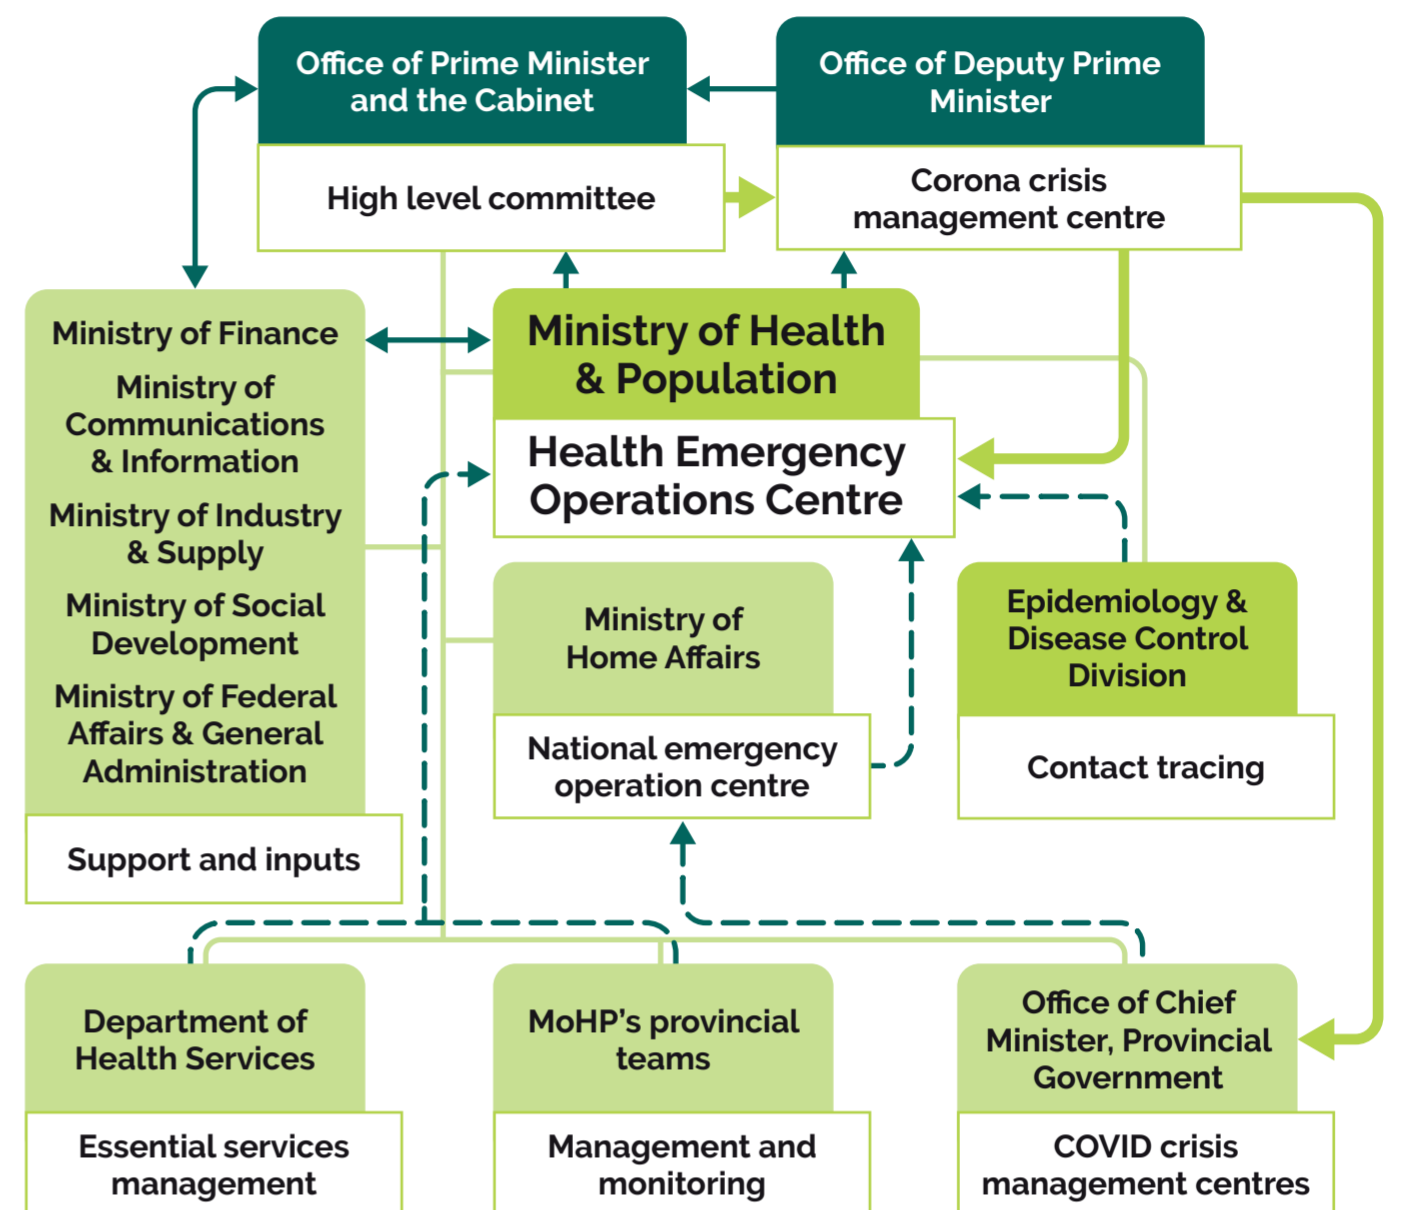 Office of Prime Minister
and the Cabinet
High level committee
Office of Deputy Prime
Minister
Corona crisis
management centre
Ministry of Finance
Ministry of
Communications
& Information
Ministry of Industry
& Supply
Ministry of Social
Development
Ministry of Federal
Affairs & General
Administration
Support and inputs
Ministry of Health
& Population
Health Emergency
Operations Centre
Ministry of
Home Affairs
National emergency
operation centre
Epidemiology &
Disease Control
Division
Contact tracing
Department of
Health Services
Essential services
management
MoHP's provincial
teams
Management and
monitoring
Office of Chief
Minister, Provincial
Government
COVID crisis
management centres